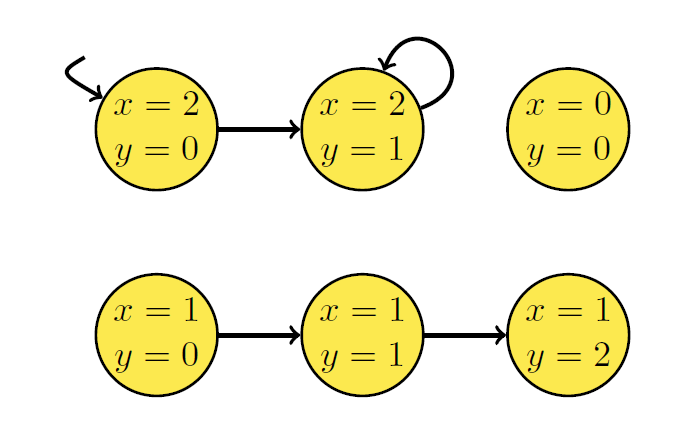 x = 2
y = 0
x = 2
y = 1
x = 0
y = 0
x = 1
y = 0
x = 1
y = 1
x = 1
y = 2